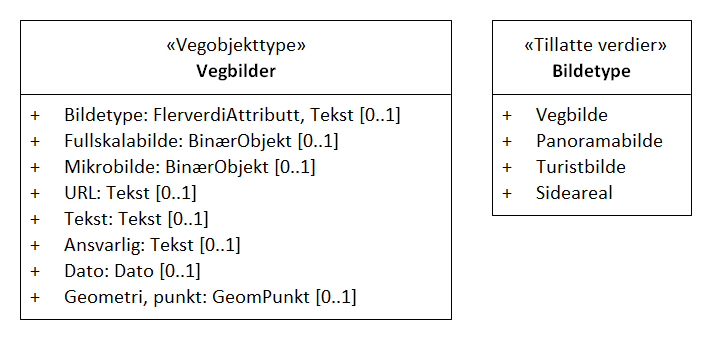 «Vegobjekttype»
Vegbilder
+ Bildetype: FlerverdiAttributt, Tekst [0..1]
+ Fullskalabilde: BinærObjekt [0..1]
+ Mikrobilde: BinærObjekt [0..1]
+ URL: Tekst [0..1]
+ Tekst: Tekst [0..1]
+ Ansvarlig: Tekst [0..1]
+ Dato: Dato [0..1]
+ Geometri, punkt: GeomPunkt [0..1]
«Tillatte verdier»
Bildetype
+ Vegbilde
+ Panoramabilde
+ Turistbilde
+ Sideareal